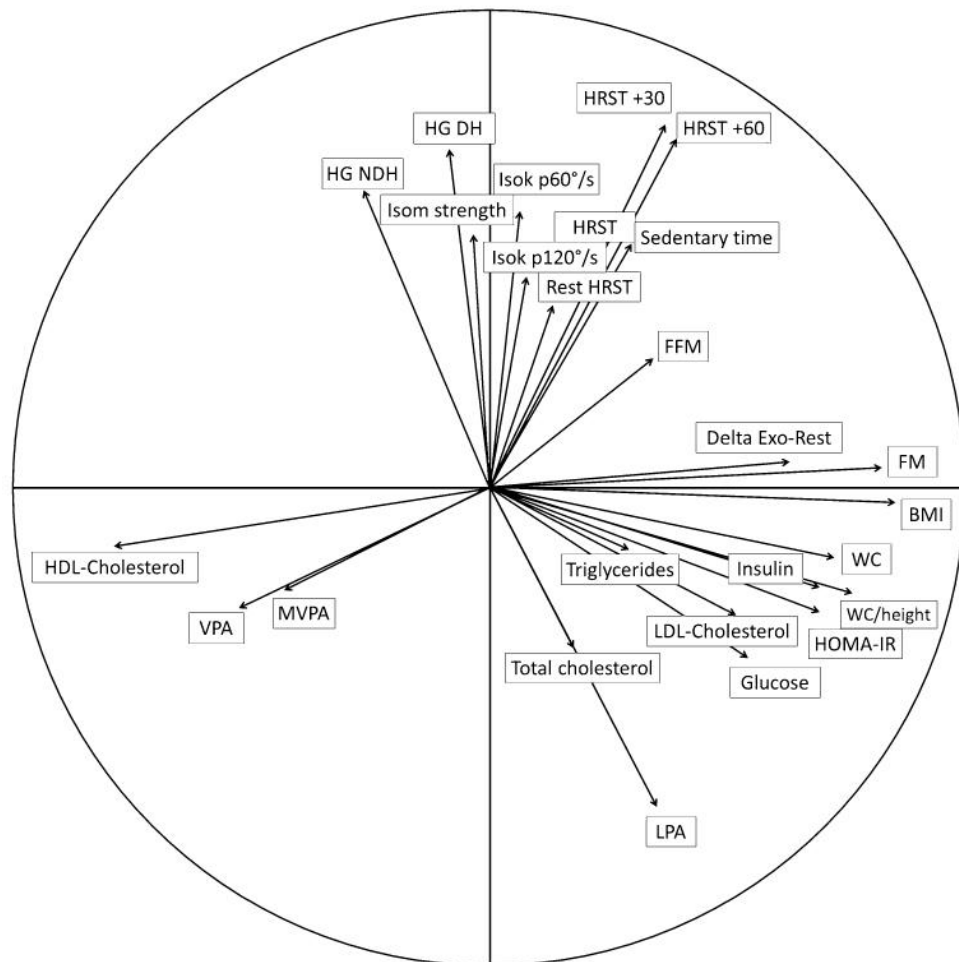 HRST +30
HG DH
HRST +60
HG NDH
Isok p60°/s
Isom strength
HRST
Sedentary time
Isok p120°/s
Rest HRST
FFM
Delta Exo-Rest
FM
BMI
HDL-Cholesterol
Triglycerides
Insulin
WC
VPA
MVPA
LDL-Cholesterol
WC/height
HOMA-IR
Total cholesterol
Glucose
LPA